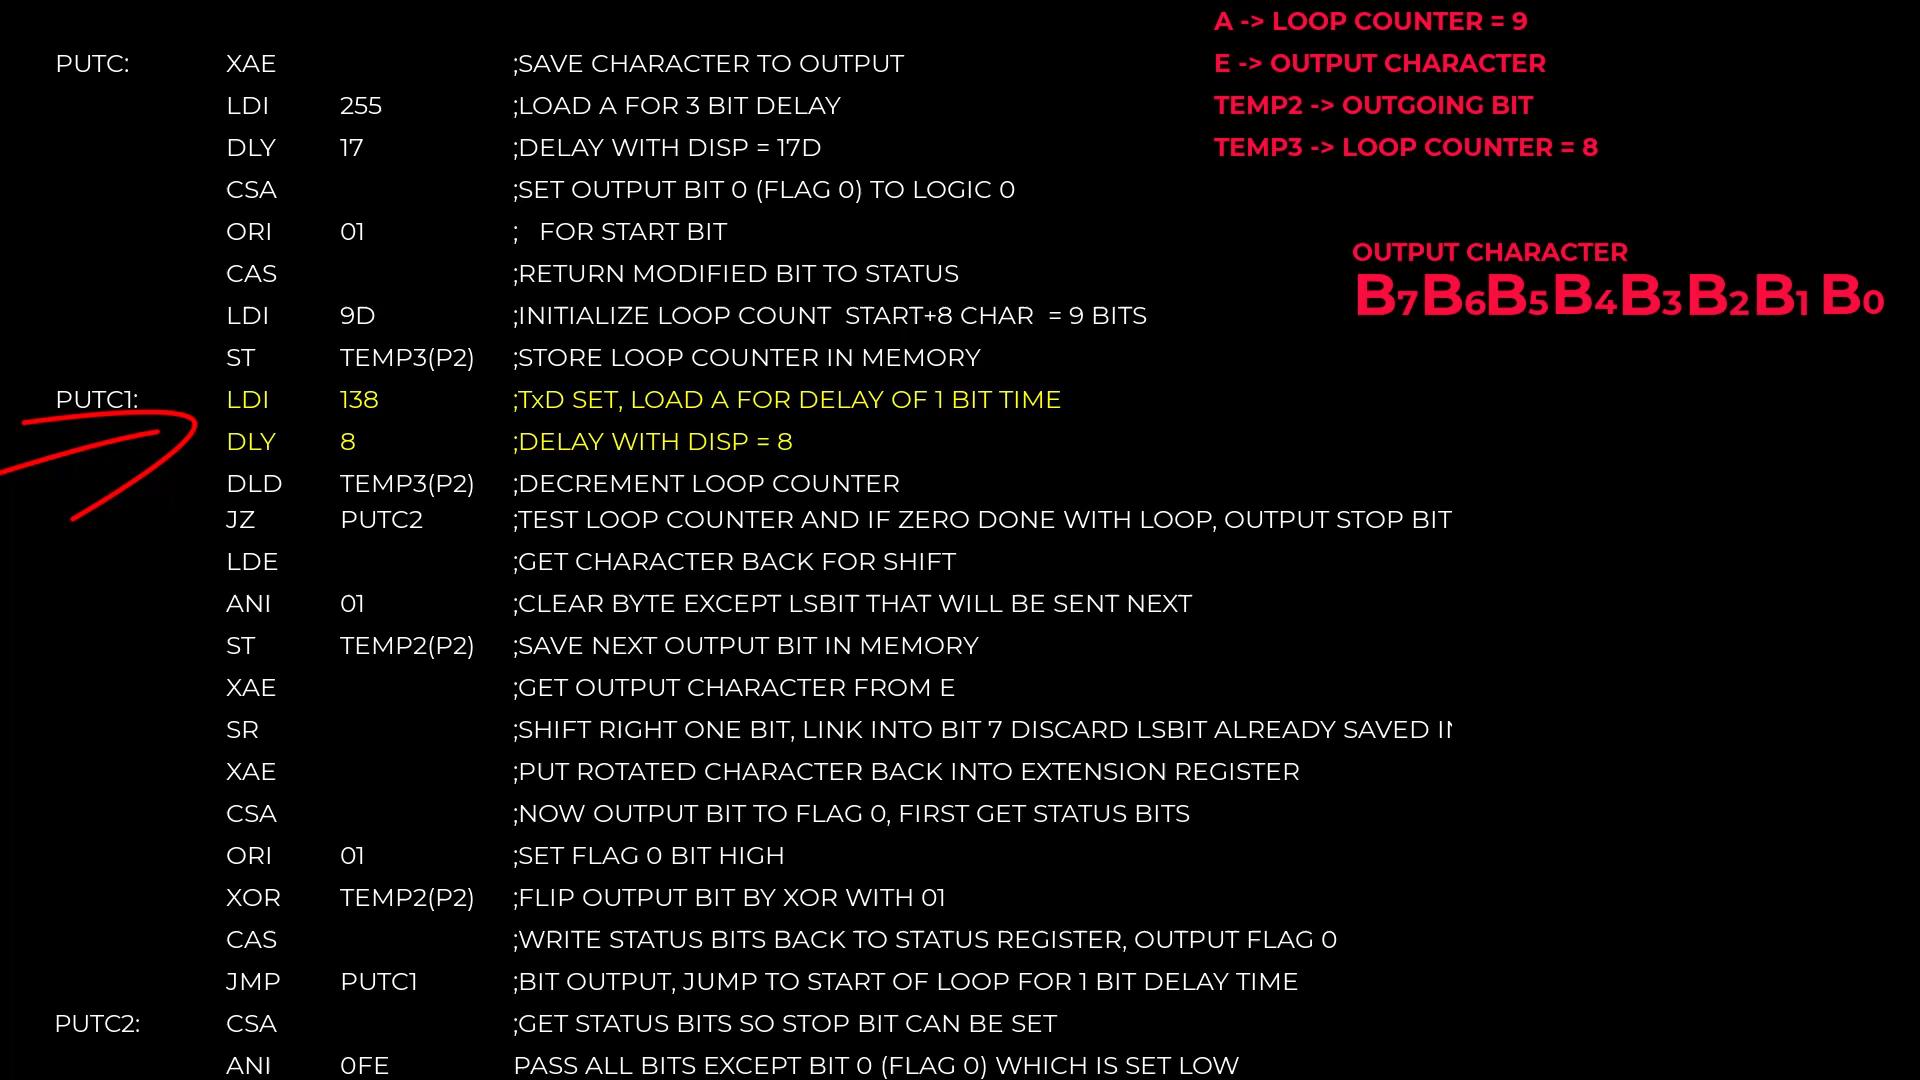 A -> LOOP COUNTER = 9
PUTC: XAE ;SAVE CHARACTER TO OUTPUT E -> OUTPUT CHARACTER
LDI 255 ;LOAD A FOR 3 BIT DELAY TEMP2 -> OUTGOING BIT
DLY 17 ;DELAY WITH DISP = 17D TEMP3 -> LOOP COUNTER = 8
CSA ;SET OUTPUT BIT 0 (FLAG 0) TO LOGIC 0
ORI 01 ; FOR START BIT
OUTPUT CHARACTER
CAS ;RETURN MODIFIED BIT TO STATUS
B7 B6 B5 B4 B3 B2 B1 B0
LDI 9D ;INITIALIZE LOOP COUNT START+8 CHAR = 9 BITS
ST TEMP3(P2) ;STORE LOOP COUNTER IN MEMORY
PUTC1: LDI 138 ;TxD SET, LOAD A FOR DELAY OF 1 BIT TIME
DLY 8 ;DELAY WITH DISP = 8
DLD TEMP3(P2) ;DECREMENT LOOP COUNTER
JZ PUTC2 ;TEST LOOP COUNTER AND IF ZERO DONE WITH LOOP, OUTPUT STOP BIT
LDE ;GET CHARACTER BACK FOR SHIFT
ANI 01 ;CLEAR BYTE EXCEPT LSBIT THAT WILL BE SENT NEXT
ST TEMP2(P2) ;SAVE NEXT OUTPUT BIT IN MEMORY
XAE ;GET OUTPUT CHARACTER FROM E
SR ;SHIFT RIGHT ONE BIT, LINK INTO BIT 7 DISCARD LSBIT ALREADY SAVED
XAE ;PUT ROTATED CHARACTER BACK INTO EXTENSION REGISTER
CSA ;NOW OUTPUT BIT TO FLAG 0, FIRST GET STATUS BITS
ORI 01 ;SET FLAG 0 BIT HIGH
XOR TEMP2(P2) ;FLIP OUTPUT BIT BY XOR WITH 01
CAS ;WRITE STATUS BITS BACK TO STATUS REGISTER, OUTPUT FLAG 0
JMP PUTC1 ;BIT OUTPUT, JUMP TO START OF LOOP FOR 1 BIT DELAY TIME
PUTC2: CSA ;GET STATUS BITS SO STOP BIT CAN BE SET
ANI 0FE PASS ALL BITS EXCEPT BIT 0 (FLAG 0) WHICH IS SET LOW